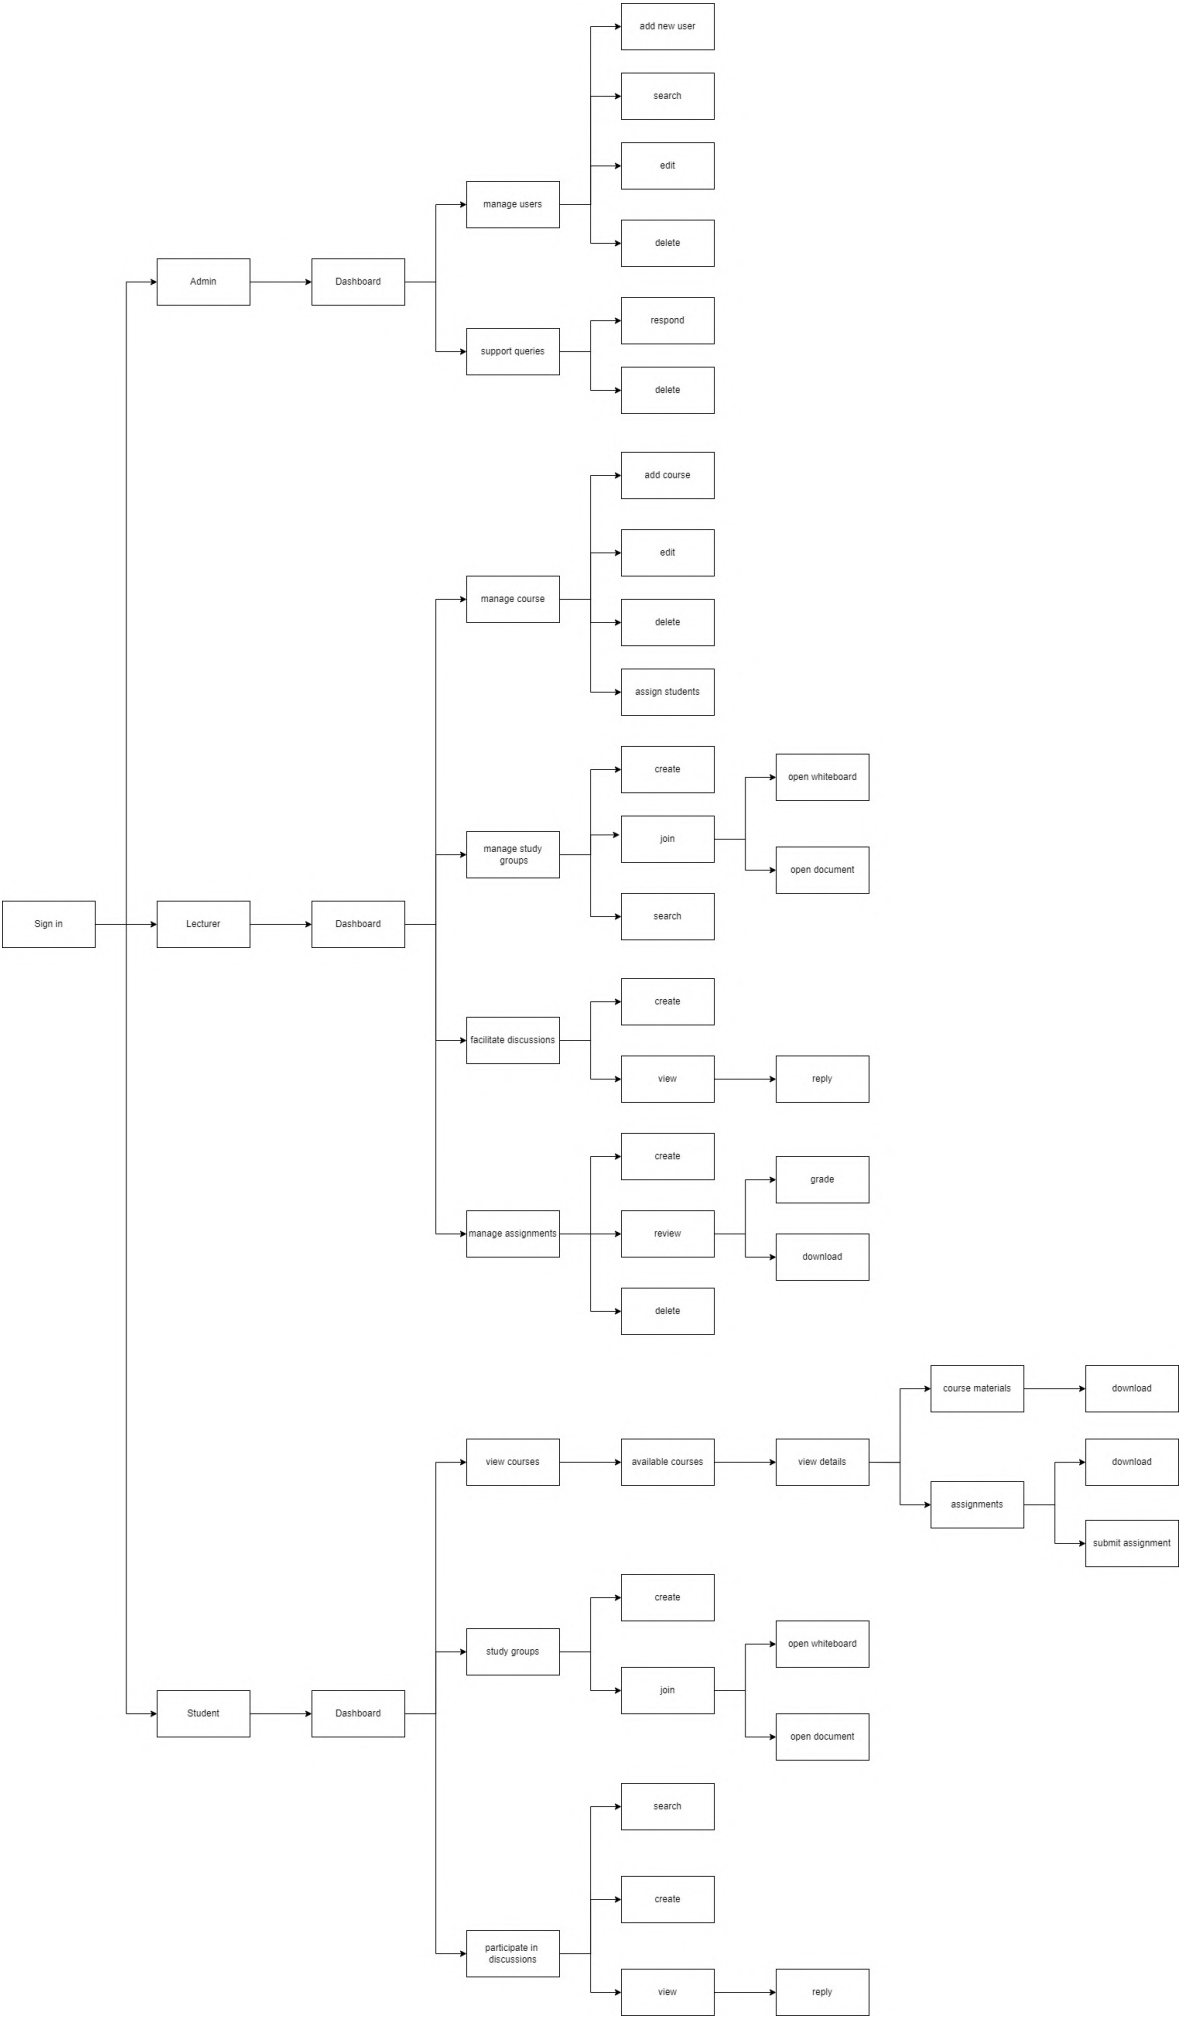 add new user
search
edit
manage users
delete
Admin
Dashboard
respond
support queries
delete
add course
edit
manage course
delete
assign students
create
open whiteboard
join
manage study
groups
open document
search
Sign in
Lecturer
Dashboard
create
facilitate discussions
view
reply
create
grade
manage assignments
review
download
delete
course materials
download
view courses
available courses
view details
download
assignments
submit assignment
create
open whiteboard
study groups
join
Student
Dashboard
open document
search
create
participate in
discussions
view
reply